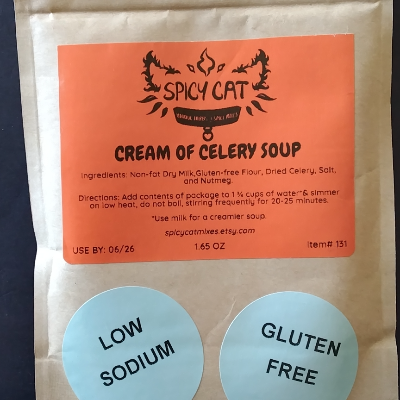 SPICY CAT
CREAM OF CELERY SOUP
Ingredients: Non-fat Dry Milk,Gluten-free Flour, Dried Celery, Salt,
and Nutmeg.
Directions: Add contents of package to 1 ¾ cups of water*& simmer
on low heat, do not boil, stirring frequently for 20-25 minutes.
*Use milk for a creamier soup.
spicycatmixes.etsy.com
USE BY: 06/26 1.65 OZ Item# 131
LOW
SODIUM
GLUTEN
FREE